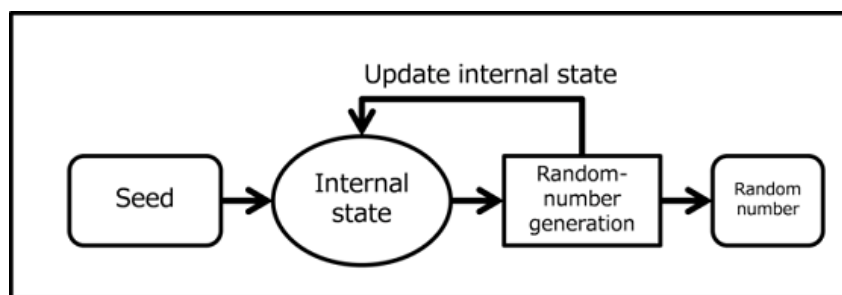 Update internal state
Seed
Internal
state
Random-
number
generation
Random
number